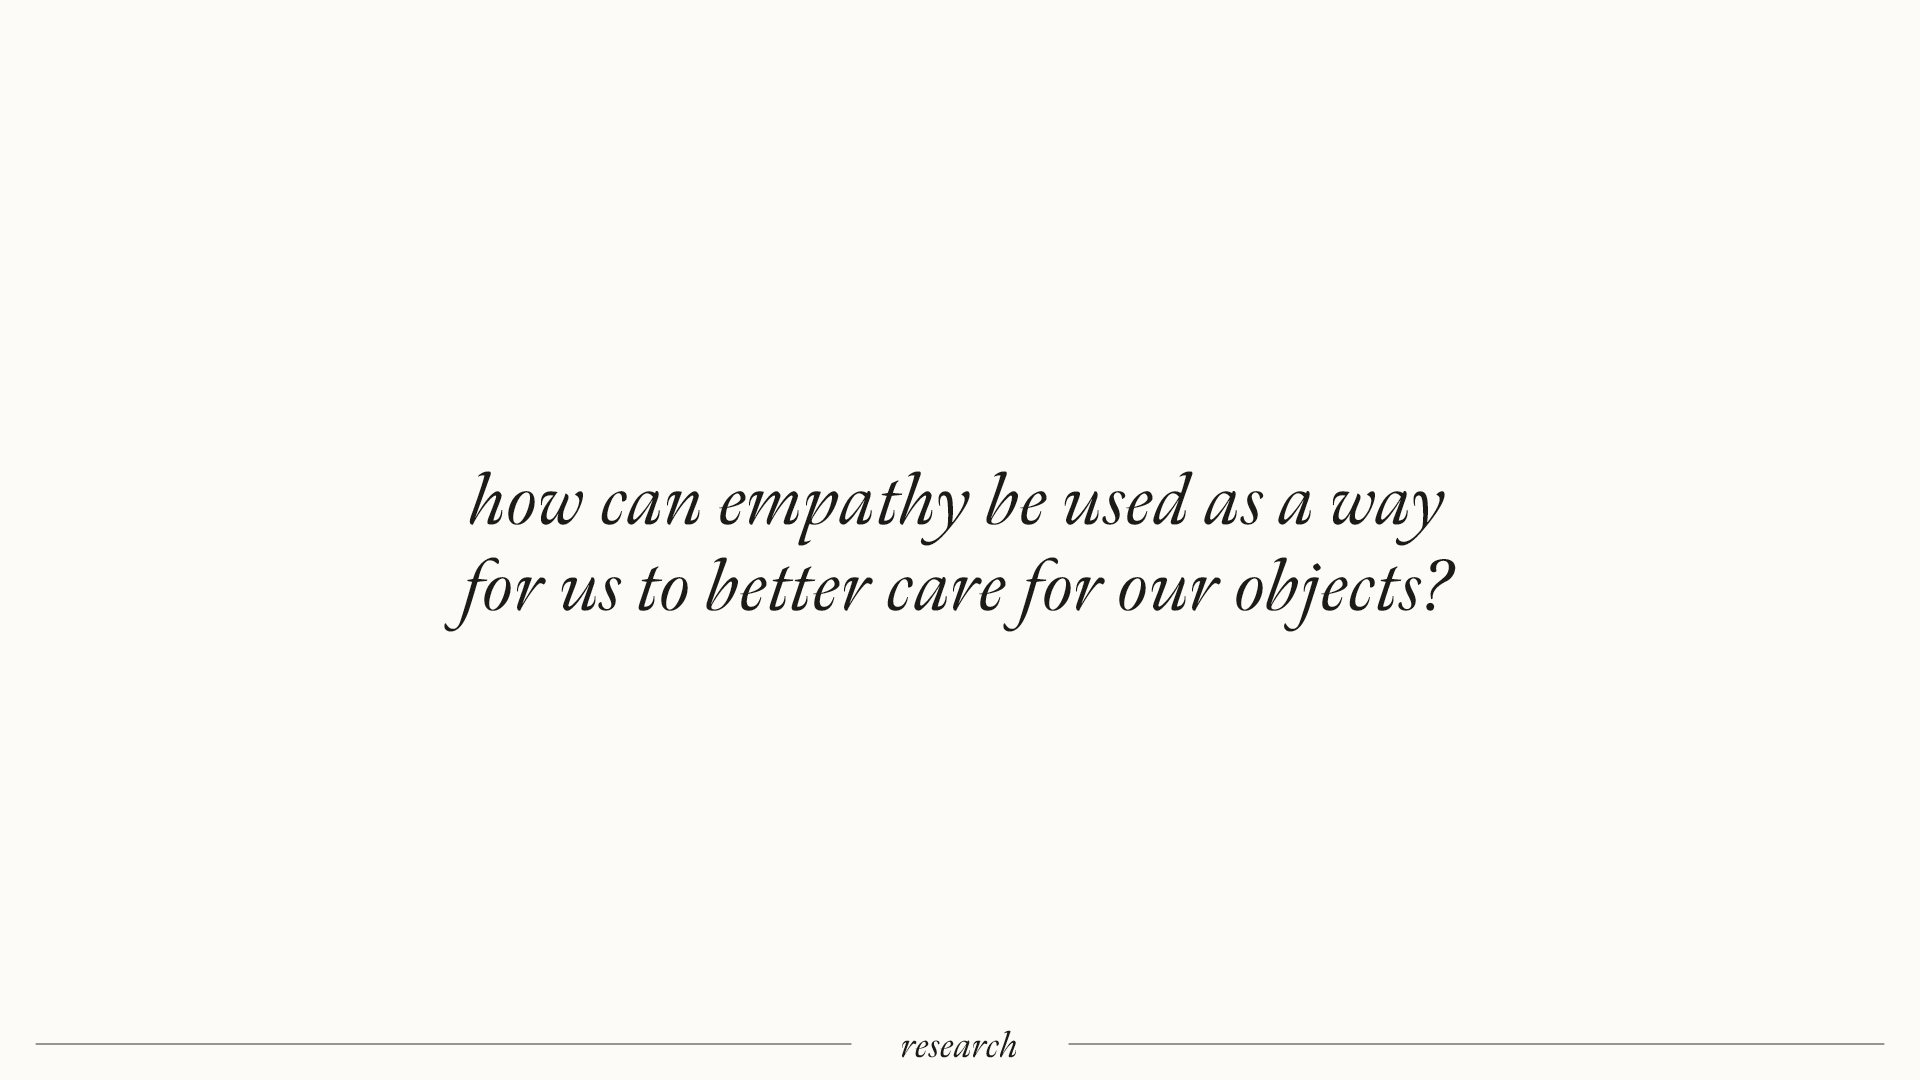 how can empathy be used as a way
for us to better care for our objects?
research